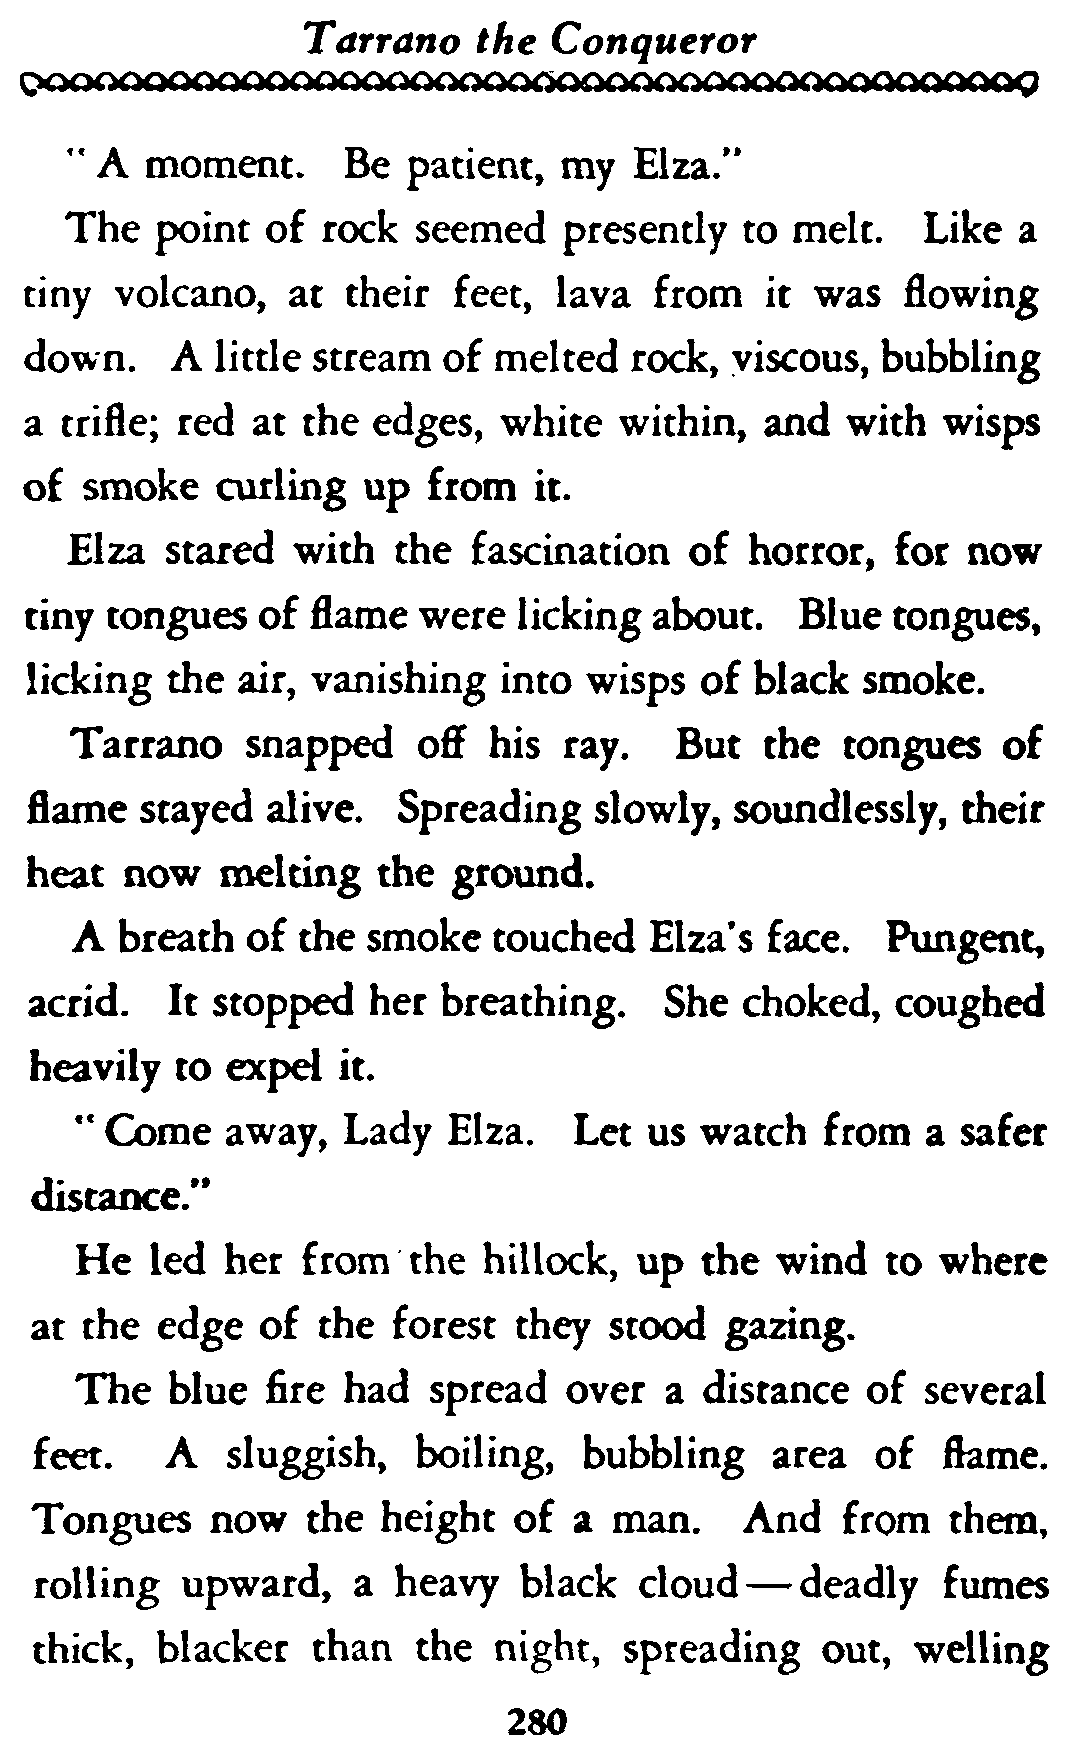 Tarrano the Conqueror
" A moment. Be patient, my Elza."
The point of rock seemed presently to melt. Like a
tiny volcano, at their feet, lava from it was flowing
down. A little stream of melted rock, viscous, bubbling
a trifle; red at the edges, white within, and with wisps
of smoke curling up from it.
Elza stared with the fascination of horror, for now
tiny tongues of flame were licking about. Blue tongues,
licking the air, vanishing into wisps of black smoke.
Tarrano snapped off his ray. But the tongues of
flame stayed alive. Spreading slowly, soundlessly, their
heat now melting the ground.
A breath of the smoke touched Elza's face. Pungent,
acrid. It stopped her breathing. She choked, coughed
heavily to expel it.
" Come away, Lady Elza. Let us watch from a safer
distance."
He led her from the hillock, up the wind to where
at the edge of the forest they stood gazing.
The blue fire had spread over a distance of several
feet. A sluggish, boiling, bubbling area of flame.
Tongues now the height of a man. And from them,
rolling upward, a heavy black cloud — deadly fumes
thick, blacker than the night, spreading out, welling
280